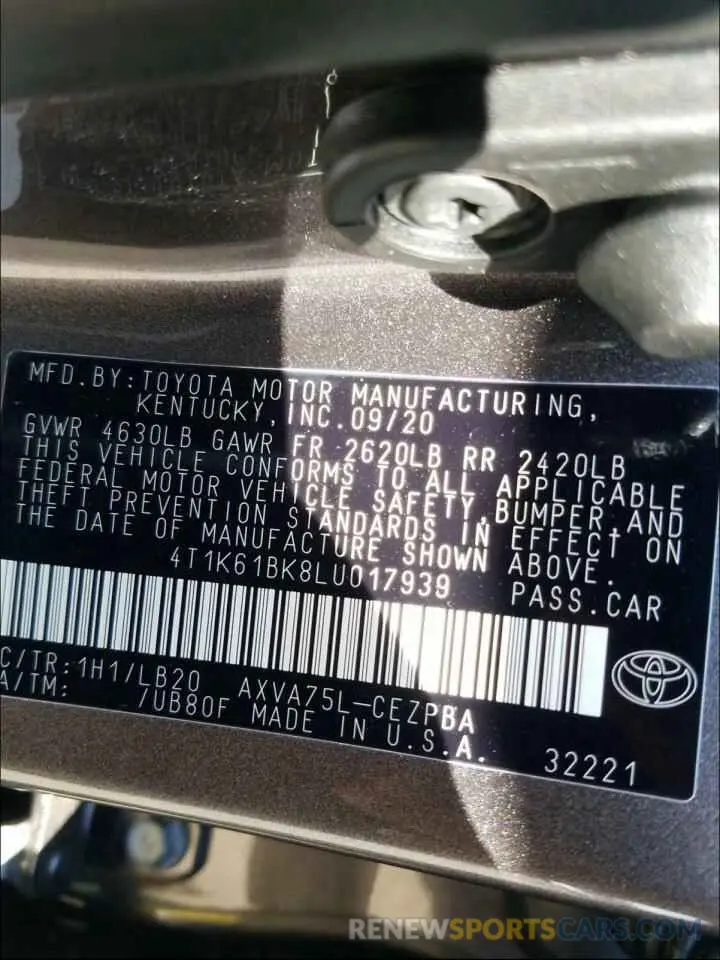 MFD.BY:TOYOTA MOTOR MANUFACTURING,
KENTUCKY,INC.09/20
GVWR 4630LB GAWR FR 2620LB RR 2420LB
THIS VEHICLE CONFORMS TO ALL APPLICABLE
FEDERAL MOTOR VEHICLE SAFETY,BUMPER,AND
THEFT PREVENTION STANDARDS IN EFFECT ON
THE DATE OF MANUFACTURE SHOWN ABOVE.
4T1K61BK8LU017939 PASS.CAR
C/TR:1H1/LB20 AXVA75L-CEZPBA
A/TM: /UB80F MADE IN U.S.A. 32221
RENEWSPORTSCARS.COM